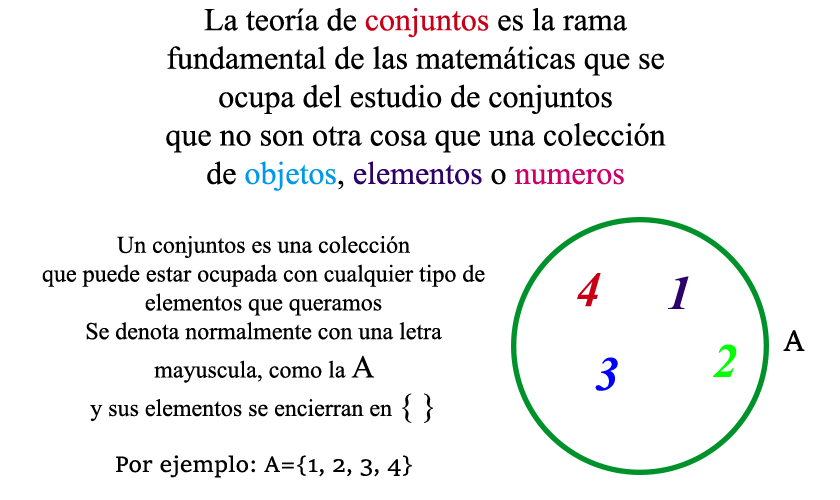 La teoría de conjuntos es la rama
fundamental de las matemáticas que se
ocupa del estudio de conjuntos
que no son otra cosa que una colección
de objetos, elementos o numeros
Un conjuntos es una colección
que puede estar ocupada con cualquier tipo de
elementos que queramos
Se denota normalmente con una letra
mayuscula, como la A
y sus elementos se encierran en { }
Por ejemplo: A={1, 2, 3, 4}
4 1
3 2
A